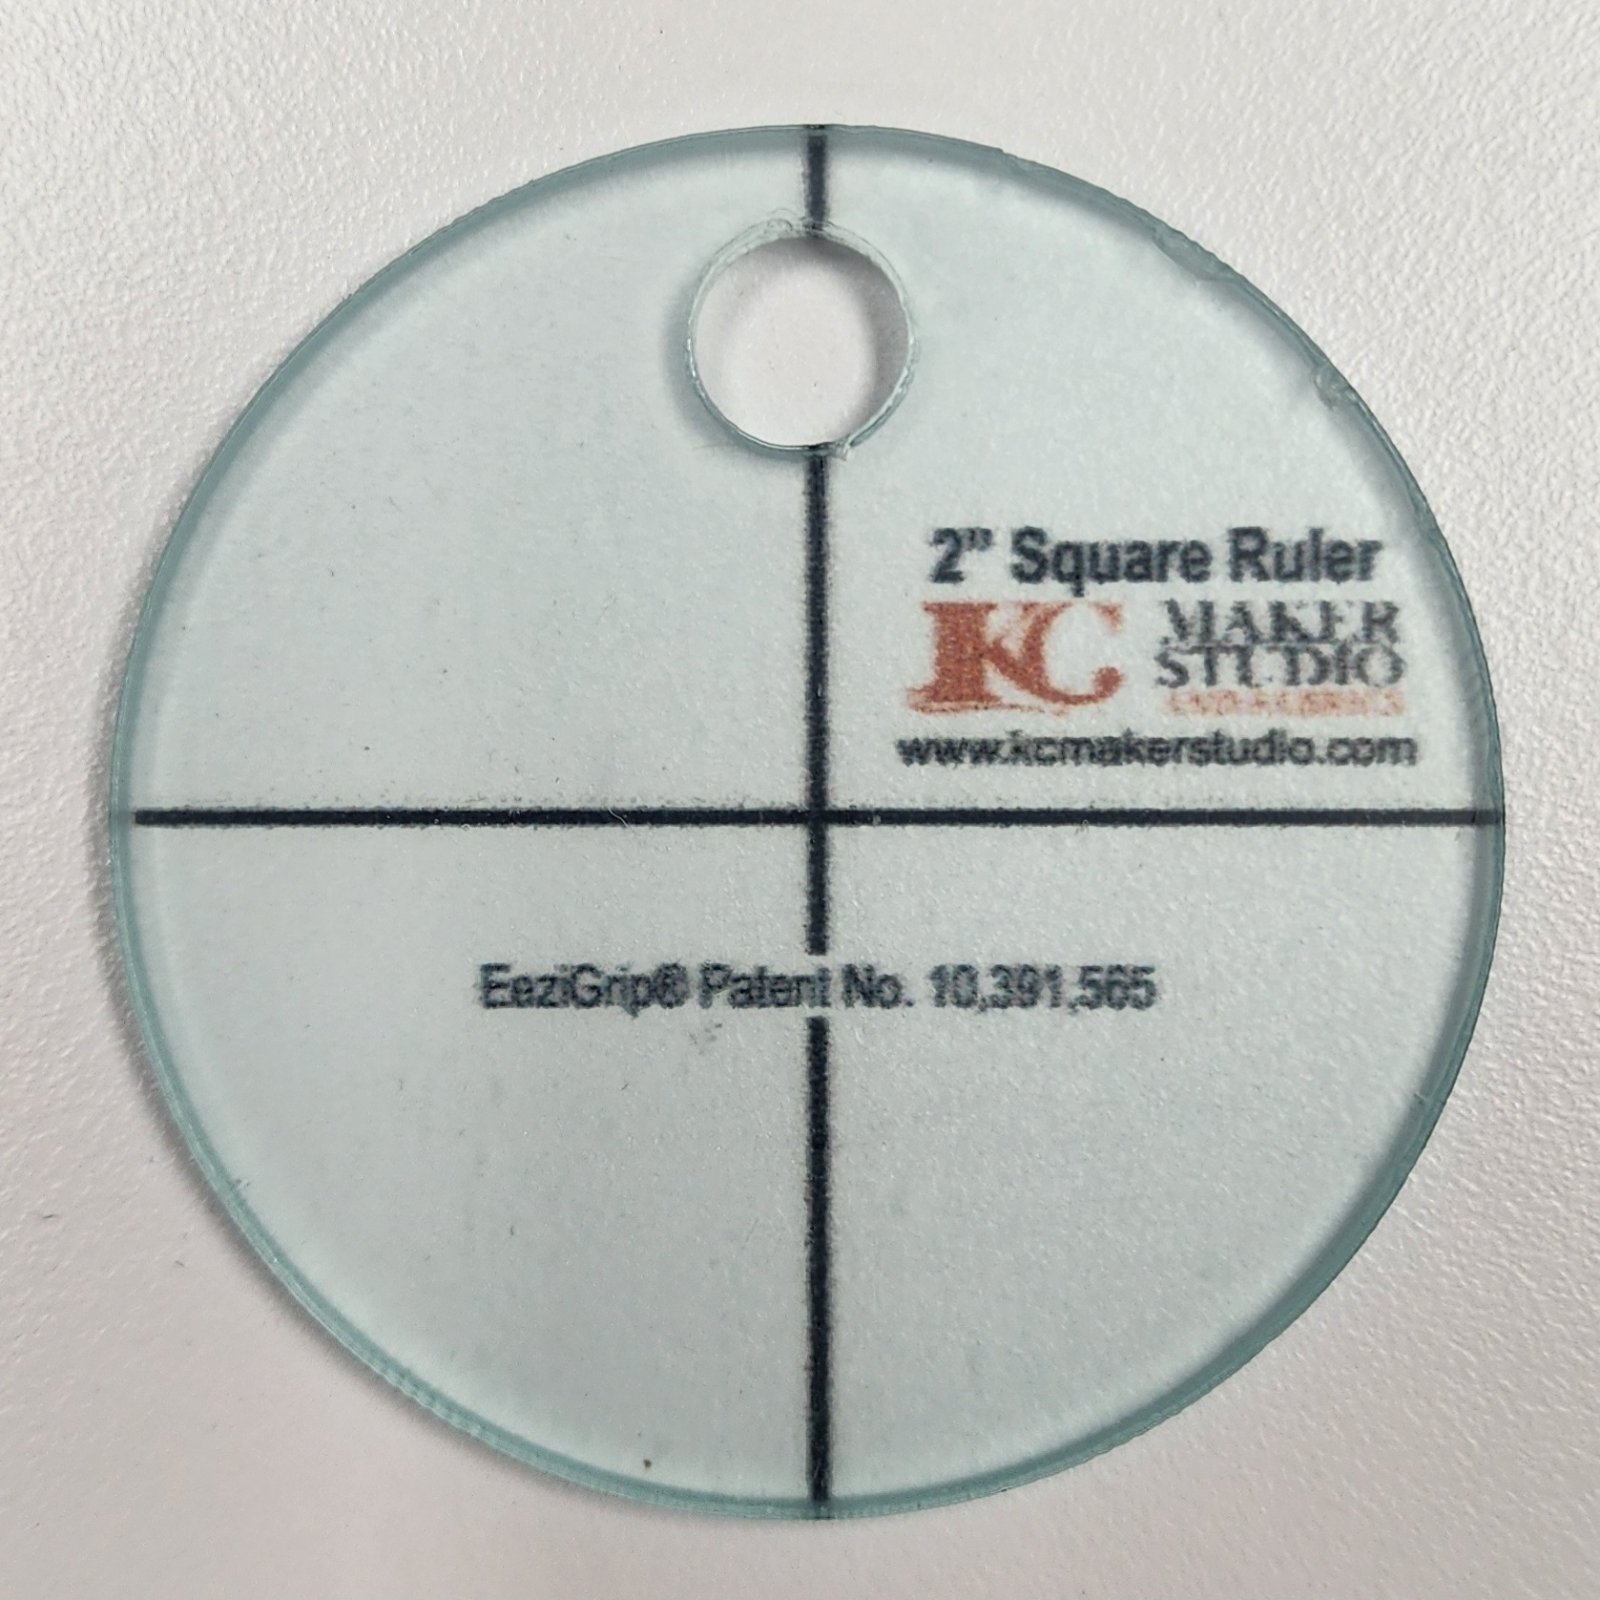 2" Square Ruler
KC MAKER
STUDIO
www.kcmakerstudio.com
EeziGrip® Patent No. 10,391,565